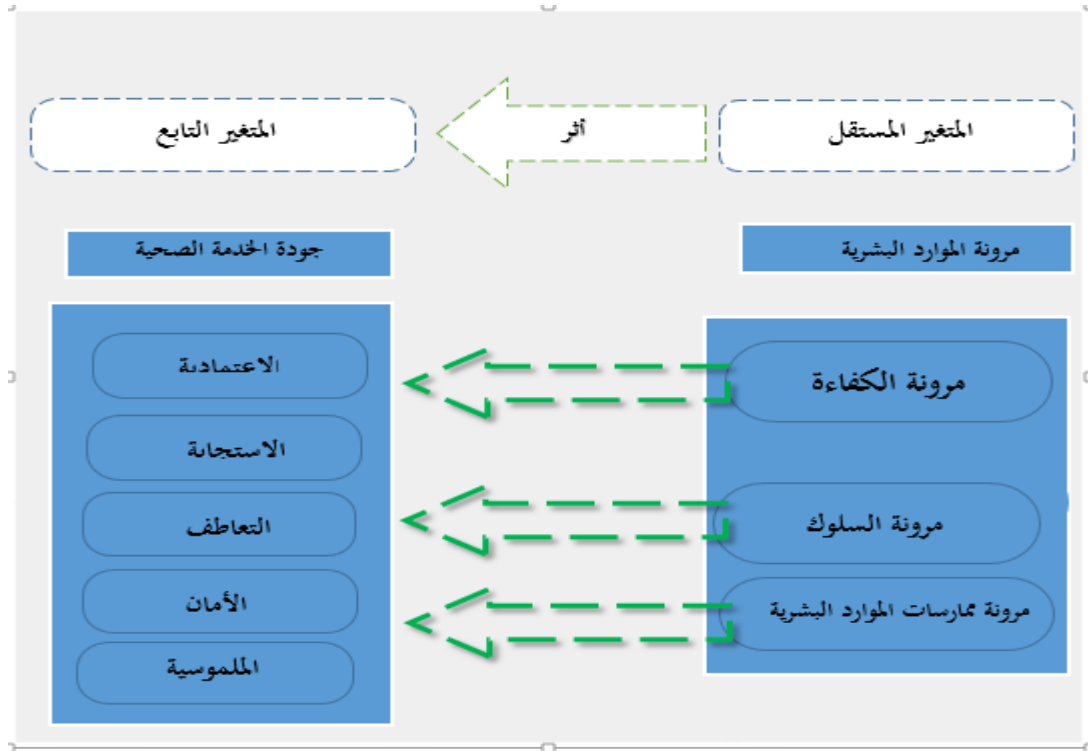 المتغير المستقل
أثر
المتغير التابع
مرونة الموارد البشرية
جودة الخدمة الصحية
مرونة الكفاءة
مرونة السلوك
مرونة ممارسات الموارد البشرية
الاعتمادية
الاستجابة
التعاطف
الأمان
الملموسية